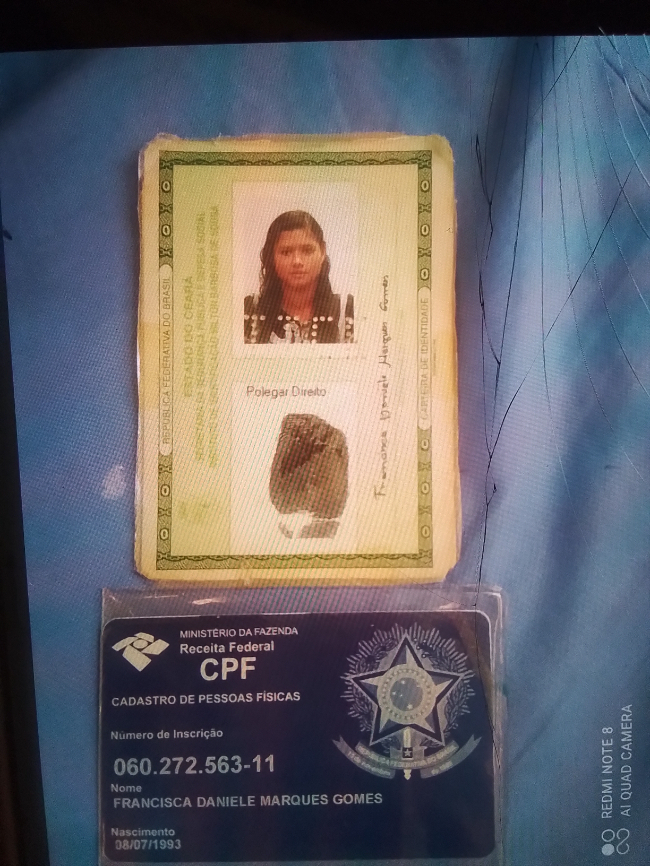 REPÚBLICA FEDERATIVA DO BRASIL
ESTADO DO CEARÁ
SECRETARIA DA SEGURANÇA PÚBLICA E DEFESA SOCIAL
Polegar Direito
Francisca Daniele Marques Gomes
CARTEIRA DE IDENTIDADE
MINISTÉRIO DA FAZENDA
Receita Federal
CPF
CADASTRO DE PESSOAS FÍSICAS
Número de Inscrição
060.272.563-11
Nome
FRANCISCA DANIELE MARQUES GOMES
Nascimento
08/07/1993
REDMI NOTE 8
AI QUAD CAMERA